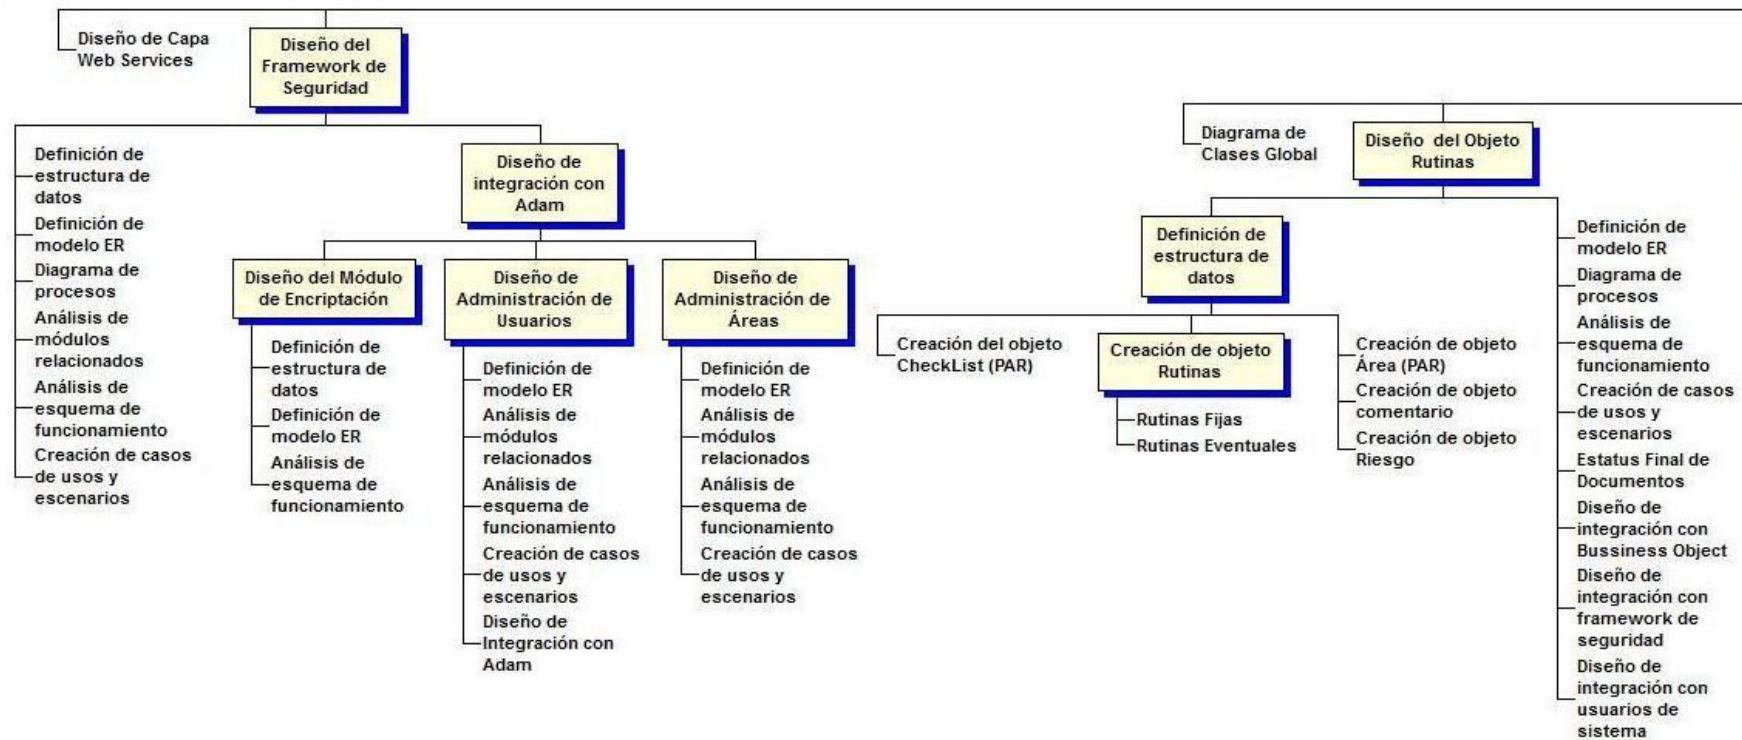 Diseño de Capa
Web Services
Diseño del
Framework de
Seguridad
Definición de
estructura de
datos
Definición de
modelo ER
Diagrama de
procesos
Análisis de
módulos
relacionados
Análisis de
esquema de
funcionamiento
Creación de casos
de usos y
escenarios
Diseño de
integración con
Adam
Diseño del Módulo
de Encriptación
Definición de
estructura de
datos
Definición de
modelo ER
Análisis de
esquema de
funcionamiento
Diseño de
Administración de
Usuarios
Definición de
modelo ER
Análisis de
módulos
relacionados
Análisis de
esquema de
funcionamiento
Creación de casos
de usos y
escenarios
Diseño de
Integración con
Adam
Diseño de
Administración de
Áreas
Definición de
modelo ER
Análisis de
módulos
relacionados
Análisis de
esquema de
funcionamiento
Creación de casos
de usos y
escenarios
Diagrama de
Clases Global
Diseño del Objeto
Rutinas
Definición de
estructura de
datos
Creación del objeto
CheckList (PAR)
Creación de objeto
Rutinas
Rutinas Fijas
Rutinas Eventuales
Creación de objeto
Área (PAR)
Creación de objeto
comentario
Creación de objeto
Riesgo
Definición de
modelo ER
Diagrama de
procesos
Análisis de
esquema de
funcionamiento
Creación de casos
de usos y
escenarios
Estatus Final de
Documentos
Diseño de
integración con
Bussiness Object
Diseño de
integración con
framework de
seguridad
Diseño de
integración con
usuarios de
sistema